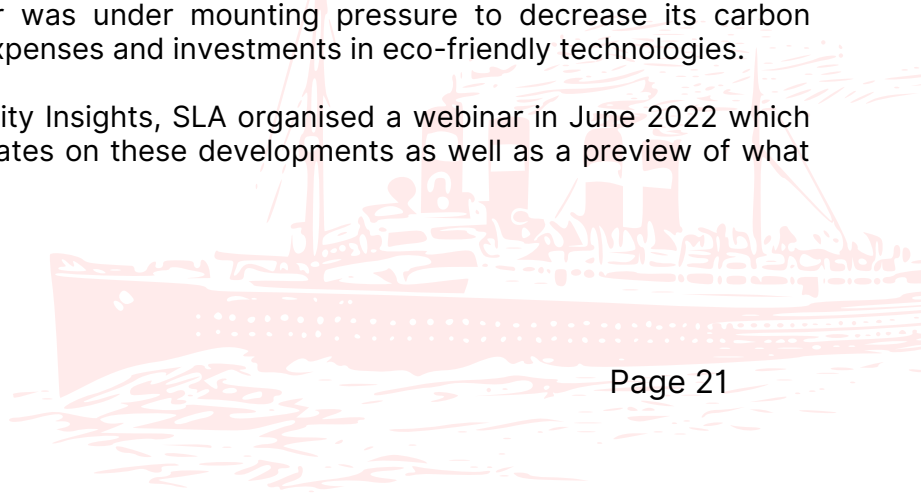 was under mounting pressure to decrease its carbon
expenses and investments in eco-friendly technologies.
ity Insights, SLA organised a webinar in June 2022 which
ates on these developments as well as a preview of what
Page 21